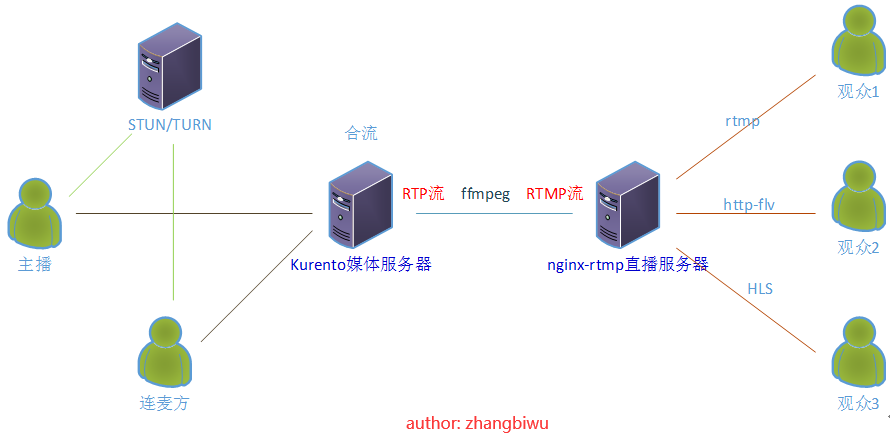 观众1
STUN/TURN
rtmp
合流
RTP流
ffmpeg
RTMP流
http-flv
主播
Kurento媒体服务器
nginx-rtmp直播服务器
观众2
HLS
连麦方
观众3
author: zhangbiwu